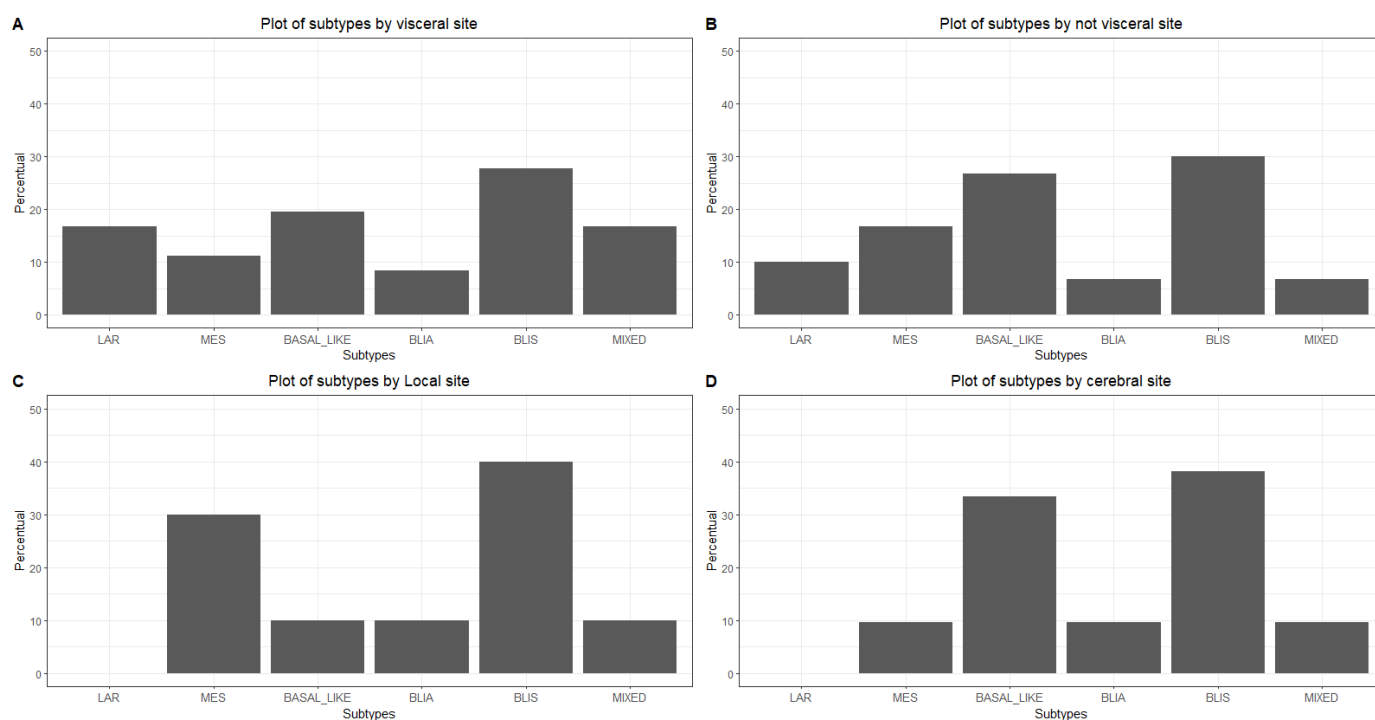 A
Plot of subtypes by visceral site
50
40
30
20
10
0
Percentual
LAR MES BASAL_LIKE BLIA BLIS MIXED
Subtypes
B
Plot of subtypes by not visceral site
50
40
30
20
10
0
Percentual
LAR MES BASAL_LIKE BLIA BLIS MIXED
Subtypes
C
Plot of subtypes by Local site
50
40
30
20
10
0
Percentual
LAR MES BASAL_LIKE BLIA BLIS MIXED
Subtypes
D
Plot of subtypes by cerebral site
50
40
30
20
10
0
Percentual
LAR MES BASAL_LIKE BLIA BLIS MIXED
Subtypes